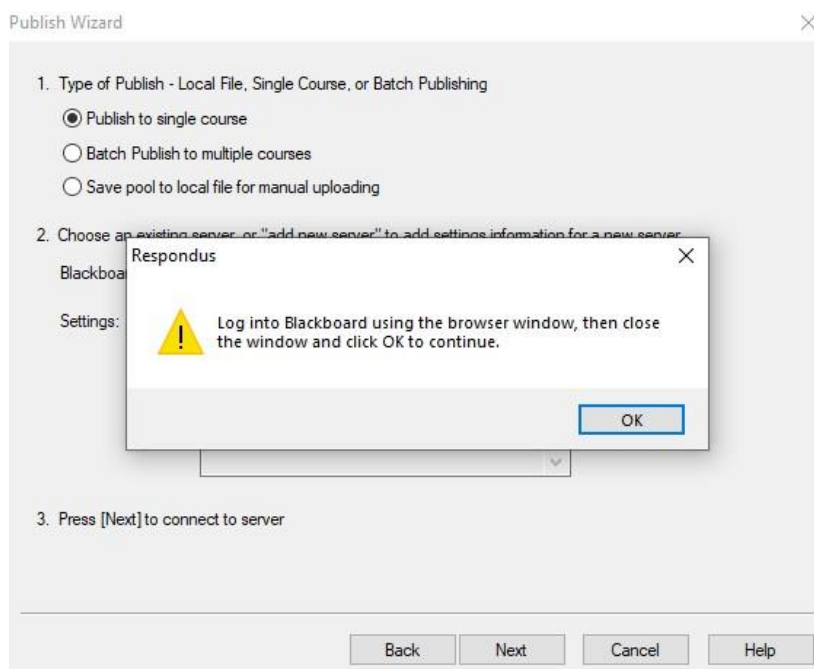 Publish Wizard
1. Type of Publish - Local File, Single Course, or Batch Publishing
Publish to single course
Batch Publish to multiple courses
Save pool to local file for manual uploading
2. Choose an existing server, or "add new server" to add settings information for a new server
Respondus
Blackboa
Settings:
Log into Blackboard using the browser window, then close
the window and click OK to continue.
OK
3. Press [Next] to connect to server
Back Next Cancel Help